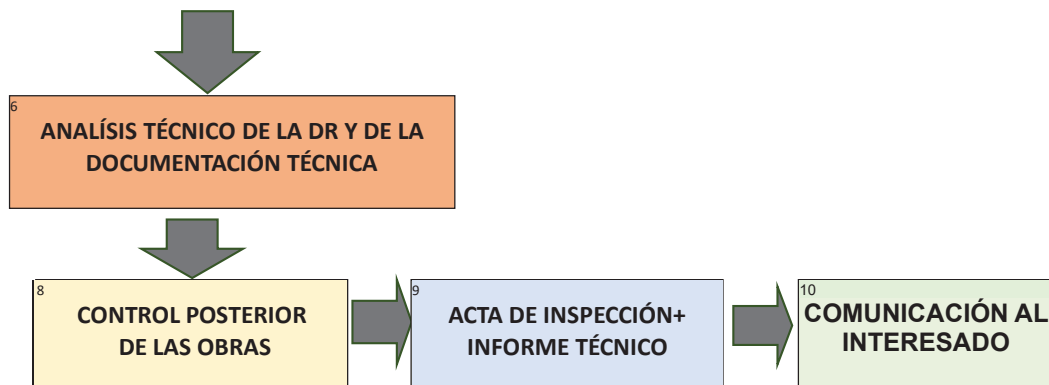 6
ANALÍSIS TÉCNICO DE LA DR Y DE LA
DOCUMENTACIÓN TÉCNICA
8
CONTROL POSTERIOR
DE LAS OBRAS
9
ACTA DE INSPECCIÓN+
INFORME TÉCNICO
10
COMUNICACIÓN AL
INTERESADO